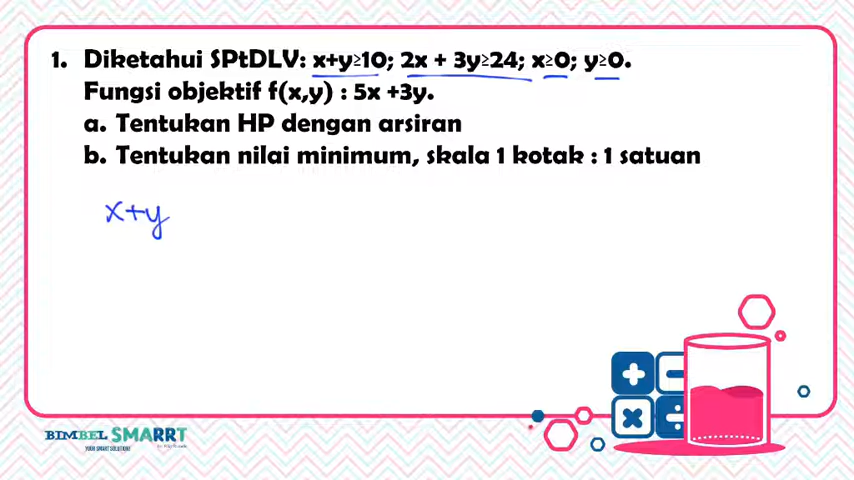 1. Diketahui SPtDLV: x+y≥10; 2x + 3y≥24; x≥0; y≥0.
Fungsi objektif f(x,y) : 5x +3y.
a. Tentukan HP dengan arsiran
b. Tentukan nilai minimum, skala 1 kotak : 1 satuan
x+y
BIMBEL SMARRT
YOUR SMART SOLUTIONS